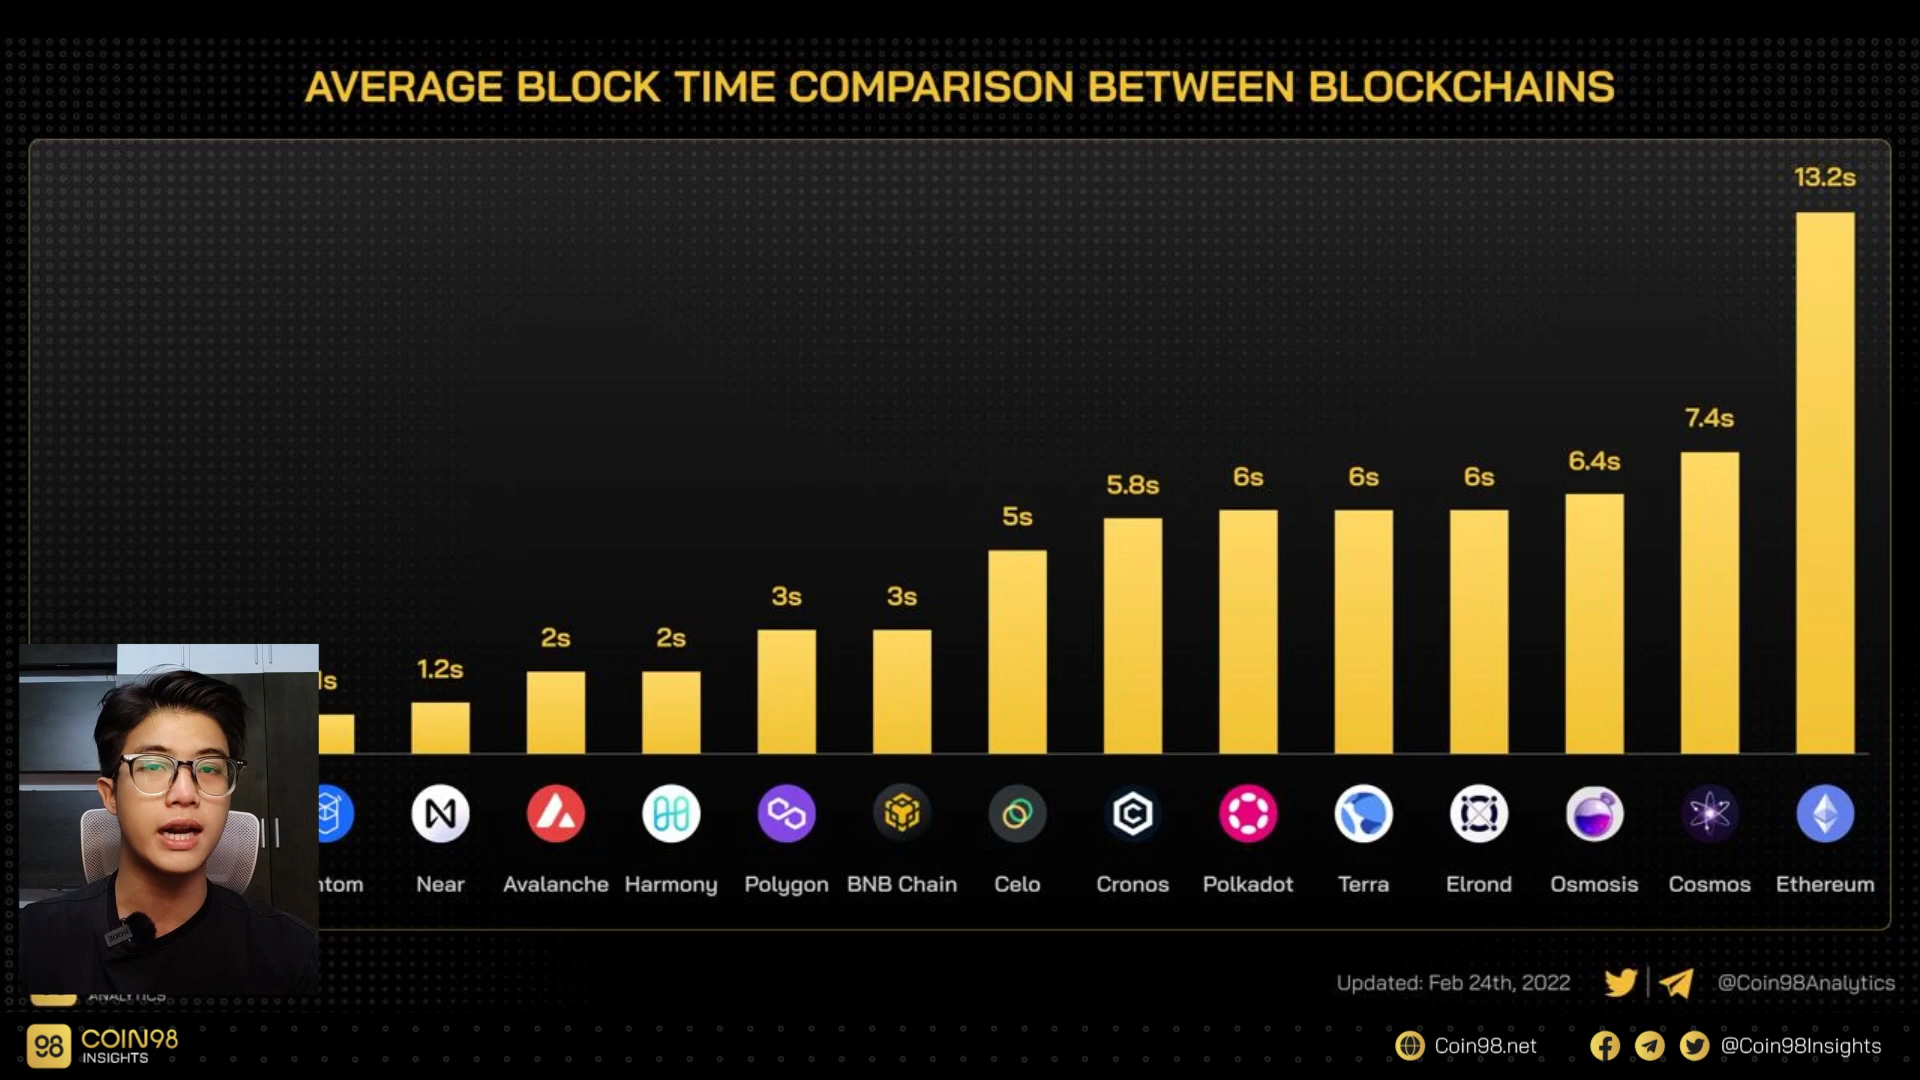 AVERAGE BLOCK TIME COMPARISON BETWEEN BLOCKCHAINS
13.2s
7.4s
6.4s
6s
6s
6s
5.8s
5s
3s
3s
2s
2s
1.2s
Near
Avalanche
Harmony
Polygon
BNB Chain
Celo
Cronos
Polkadot
Terra
Elrond
Osmosis
Cosmos
Ethereum
Updated: Feb 24th, 2022
@Coin98Analytics
ANALYTICS
98 COIN98
INSIGHTS
Coin98.net
@Coin98Insights